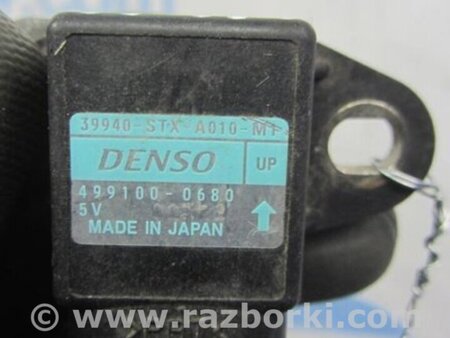 39940-STX-A010-M1
DENSO
UP
499100-0680
5V
MADE IN JAPAN
© www.razborki.com